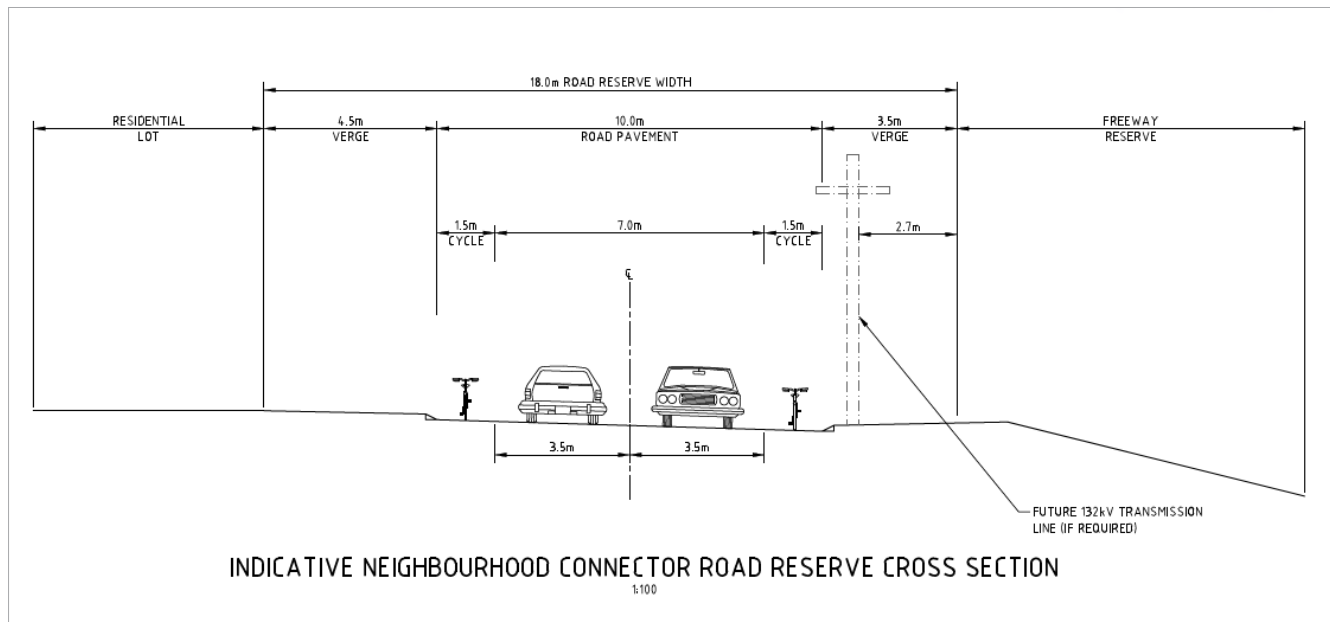 18.0m ROAD RESERVE WIDTH
RESIDENTIAL
LOT
4.5m
VERGE
10.0m
ROAD PAVEMENT
3.5m
VERGE
FREEWAY
RESERVE
1.5m
CYCLE
7.0m
1.5m
CYCLE
2.7m
℄
3.5m
3.5m
FUTURE 132kV TRANSMISSION
LINE (IF REQUIRED)
INDICATIVE NEIGHBOURHOOD CONNECTOR ROAD RESERVE CROSS SECTION
1:100